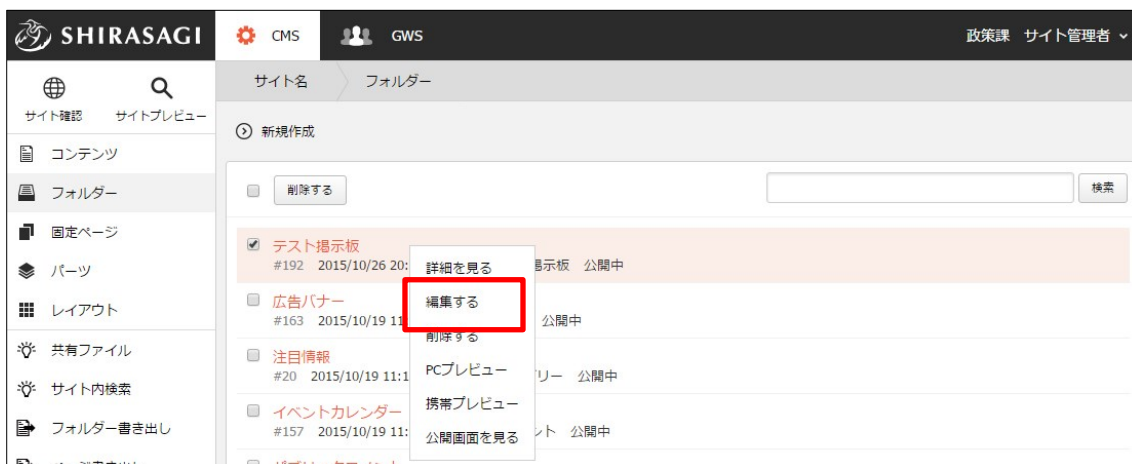 SHIRASAGI CMS GWS 政策課 サイト管理者
サイト名 フォルダー
サイト確認 サイトプレビュー
新規作成
コンテンツ
フォルダー
固定ページ
パーツ
レイアウト
共有ファイル
サイト内検索
フォルダー書き出し
削除する 検索
テスト掲示板
#192 2015/10/26 20: 掲示板 公開中
広告バナー
#163 2015/10/19 11: 公開中
注目情報
#20 2015/10/19 11:1 リー 公開中
イベントカレンダー
#157 2015/10/19 11: ント 公開中
詳細を見る
編集する
削除する
PCプレビュー
携帯プレビュー
公開画面を見る